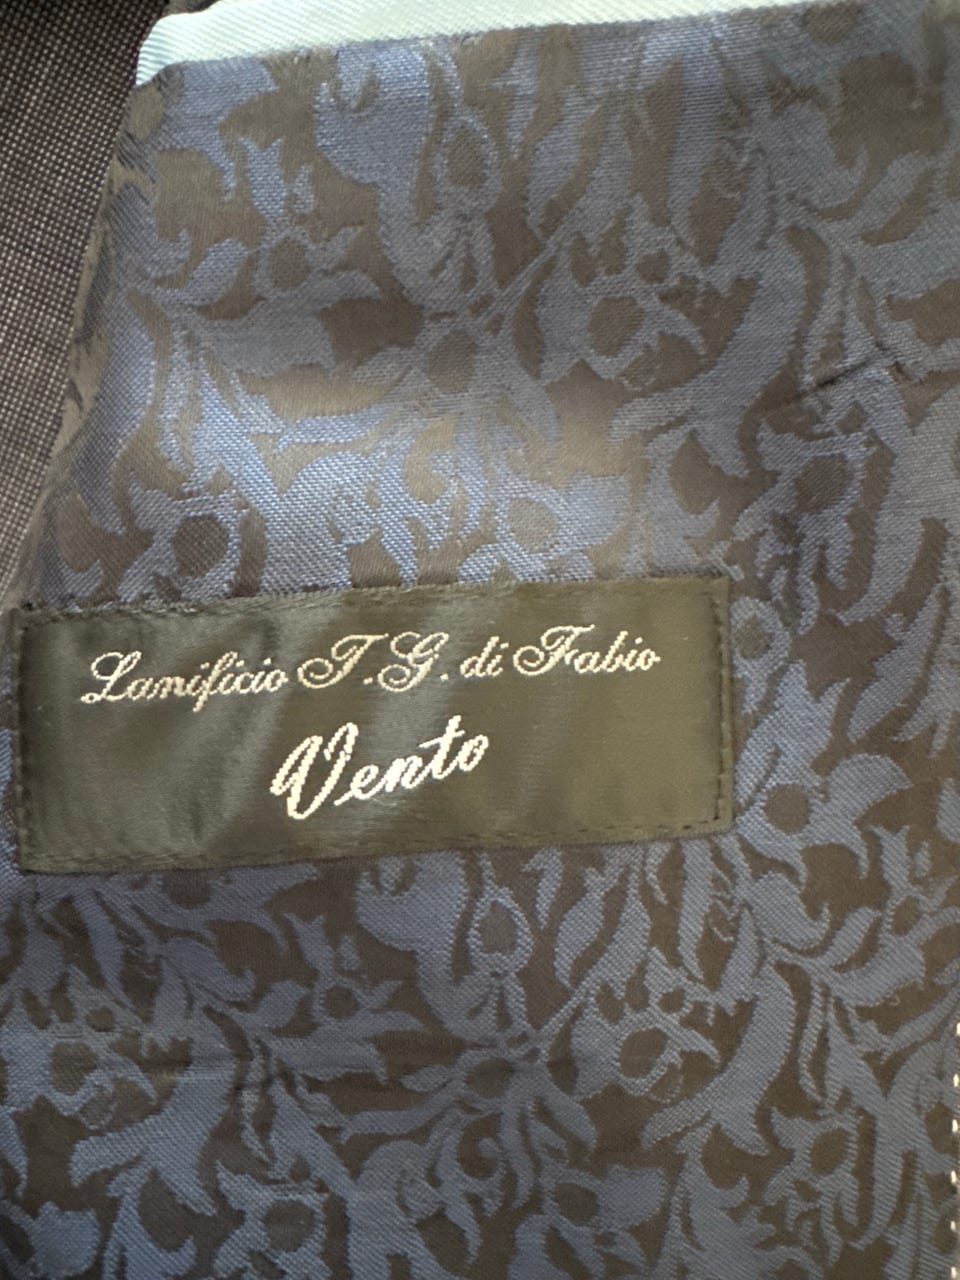 Lanificio T.G. di Fabio
Vento